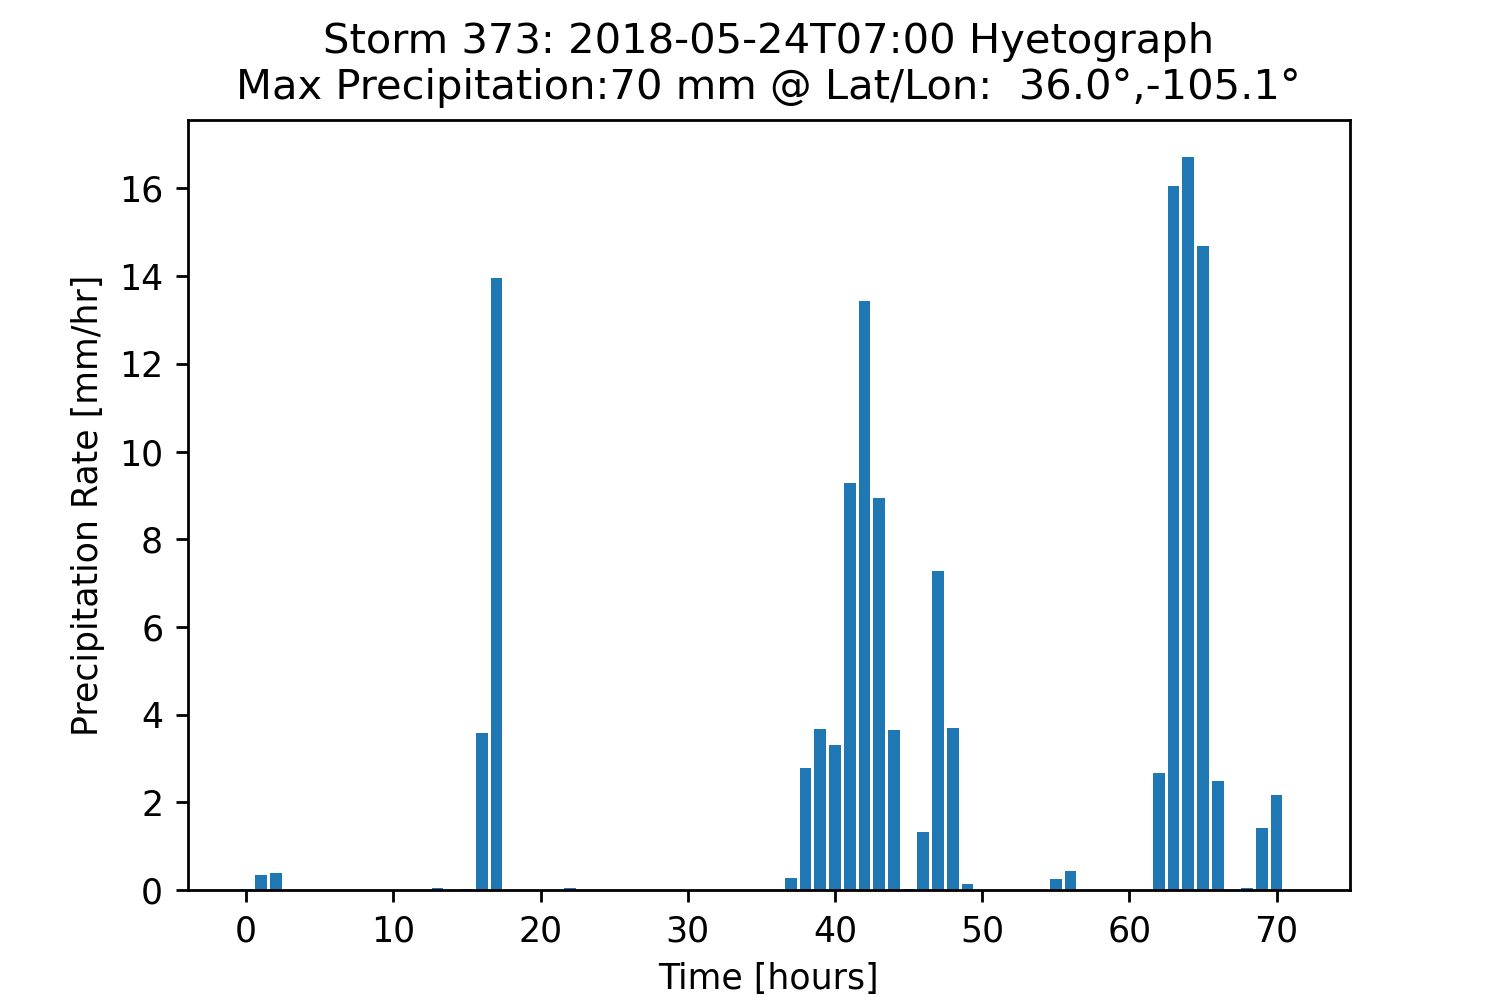 Storm 373: 2018-05-24T07:00 Hyetograph
Max Precipitation:70 mm @ Lat/Lon:  36.0°,-105.1°
16
14
12
10
8
6
4
2
0
Precipitation Rate [mm/hr]
0 10 20 30 40 50 60 70
Time [hours]